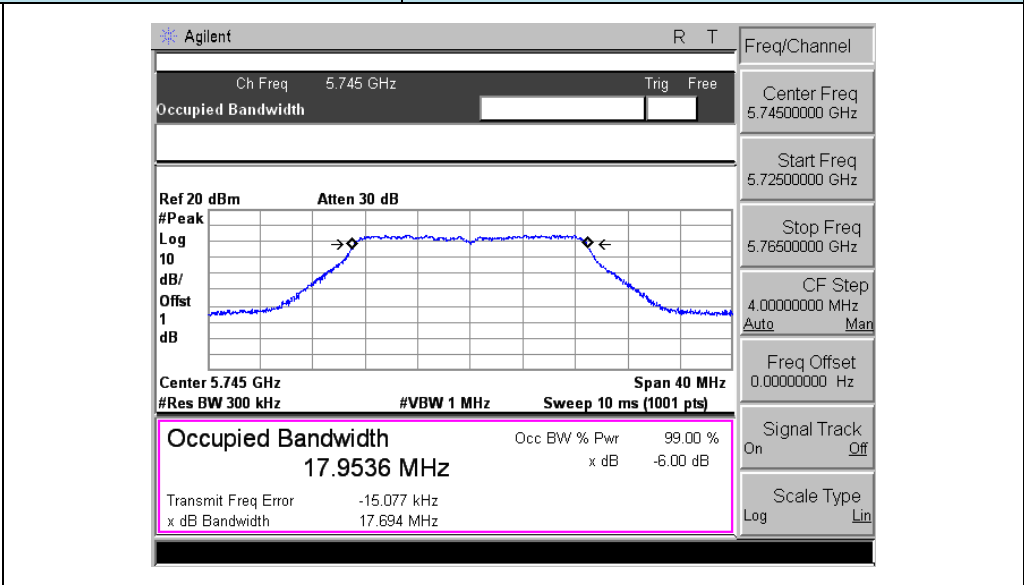 Agilent R T
Freq/Channel
Ch Freq 5.745 GHz Trig Free
Occupied Bandwidth
Center Freq
5.74500000 GHz
Start Freq
5.72500000 GHz
Stop Freq
5.76500000 GHz
CF Step
4.00000000 MHz
Auto Man
Freq Offset
0.00000000 Hz
Signal Track
On Off
Scale Type
Log Lin
Ref 20 dBm Atten 30 dB
#Peak
Log
10
dB/
Offst
1
dB
Center 5.745 GHz Span 40 MHz
#Res BW 300 kHz #VBW 1 MHz Sweep 10 ms (1001 pts)
Occupied Bandwidth Occ BW % Pwr 99.00 %
17.9536 MHz x dB -6.00 dB
Transmit Freq Error -15.077 kHz
x dB Bandwidth 17.694 MHz